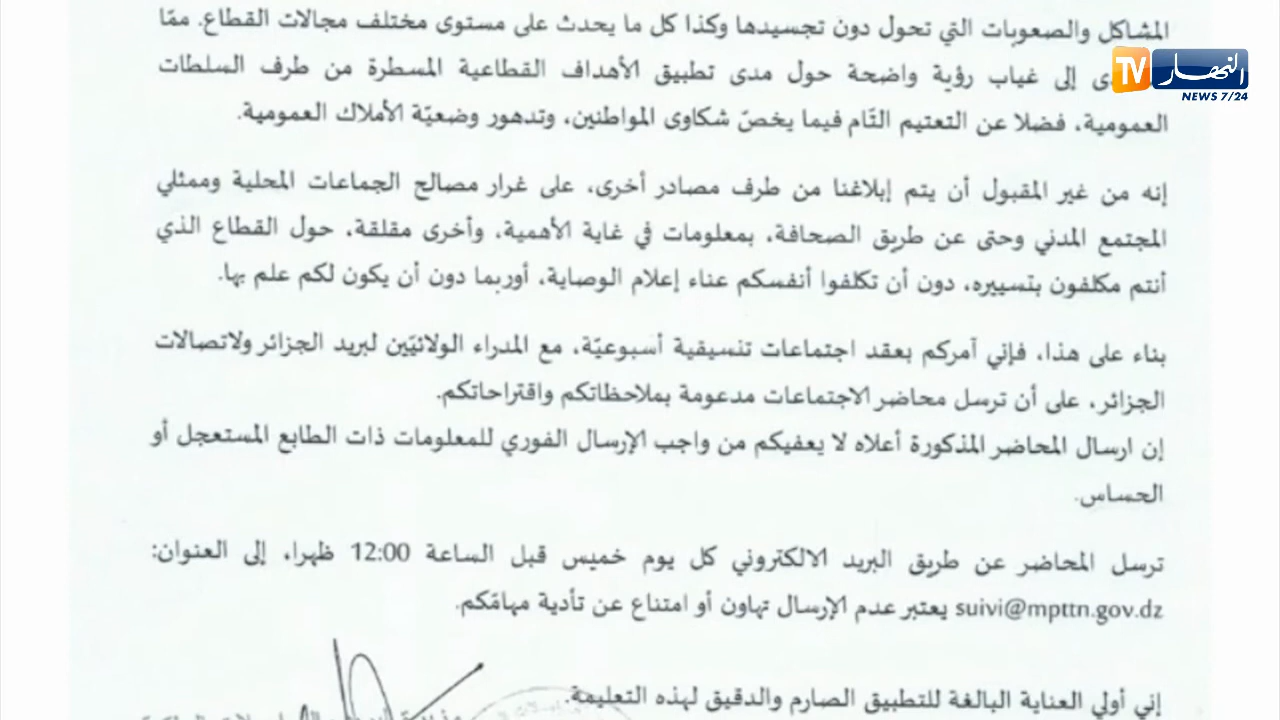 المشاكل والصعوبات التي تحول دون تجسيدها وكذا كل ما يحدث على مستوى مختلف مجالات القطاع. ممّا
إلى غياب رؤية واضحة حول مدى تطبيق الأهداف القطاعية المسطرة من طرف السلطات
العمومية، فضلا عن التعتيم التّام فيما يخصّ شكاوى المواطنين، وتدهور وضعيّة الأملاك العمومية.
إنه من غير المقبول أن يتم إبلاغنا من طرف مصادر أخرى، على غرار مصالح الجماعات المحلية وممثلي
المجتمع المدني وحتى عن طريق الصحافة، بمعلومات في غاية الأهمية، وأخرى مقلقة، حول القطاع الذي
أنتم مكلفون بتسييره، دون أن تكلفوا أنفسكم عناء إعلام الوصاية، أوربما دون أن يكون لكم علم بها.
بناء على هذا، فإني آمركم بعقد اجتماعات تنسيقية أسبوعيّة، مع المدراء الولائيّين لبريد الجزائر ولاتصالات
الجزائر، على أن ترسل محاضر الاجتماعات مدعومة بملاحظاتكم واقتراحاتكم.
إن ارسال المحاضر المذكورة أعلاه لا يعفيكم من واجب الإرسال الفوري للمعلومات ذات الطابع المستعجل أو
الحساس.
ترسل المحاضر عن طريق البريد الالكتروني كل يوم خميس قبل الساعة 12:00 ظهرا، إلى العنوان:
suivi@mpttn.gov.dz يعتبر عدم الإرسال تهاون أو امتناع عن تأدية مهامّكم.
إني أولي العناية البالغة للتطبيق الصارم والدقيق لهذه التعليمة.
النهار TV
NEWS 7/24